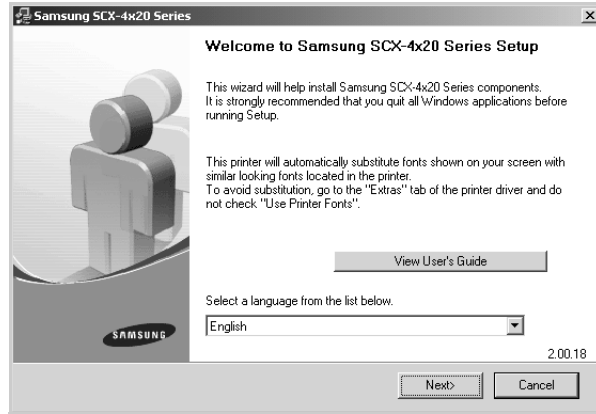 Samsung SCX-4x20 Series
Welcome to Samsung SCX-4x20 Series Setup
This wizard will help install Samsung SCX-4x20 Series components.
It is strongly recommended that you quit all Windows applications before
running Setup.
This printer will automatically substitute fonts shown on your screen with
similar looking fonts located in the printer.
To avoid substitution, go to the "Extras" tab of the printer driver and do
not check "Use Printer Fonts".
View User's Guide
Select a language from the list below.
English
SAMSUNG
2.00.18
Next>
Cancel